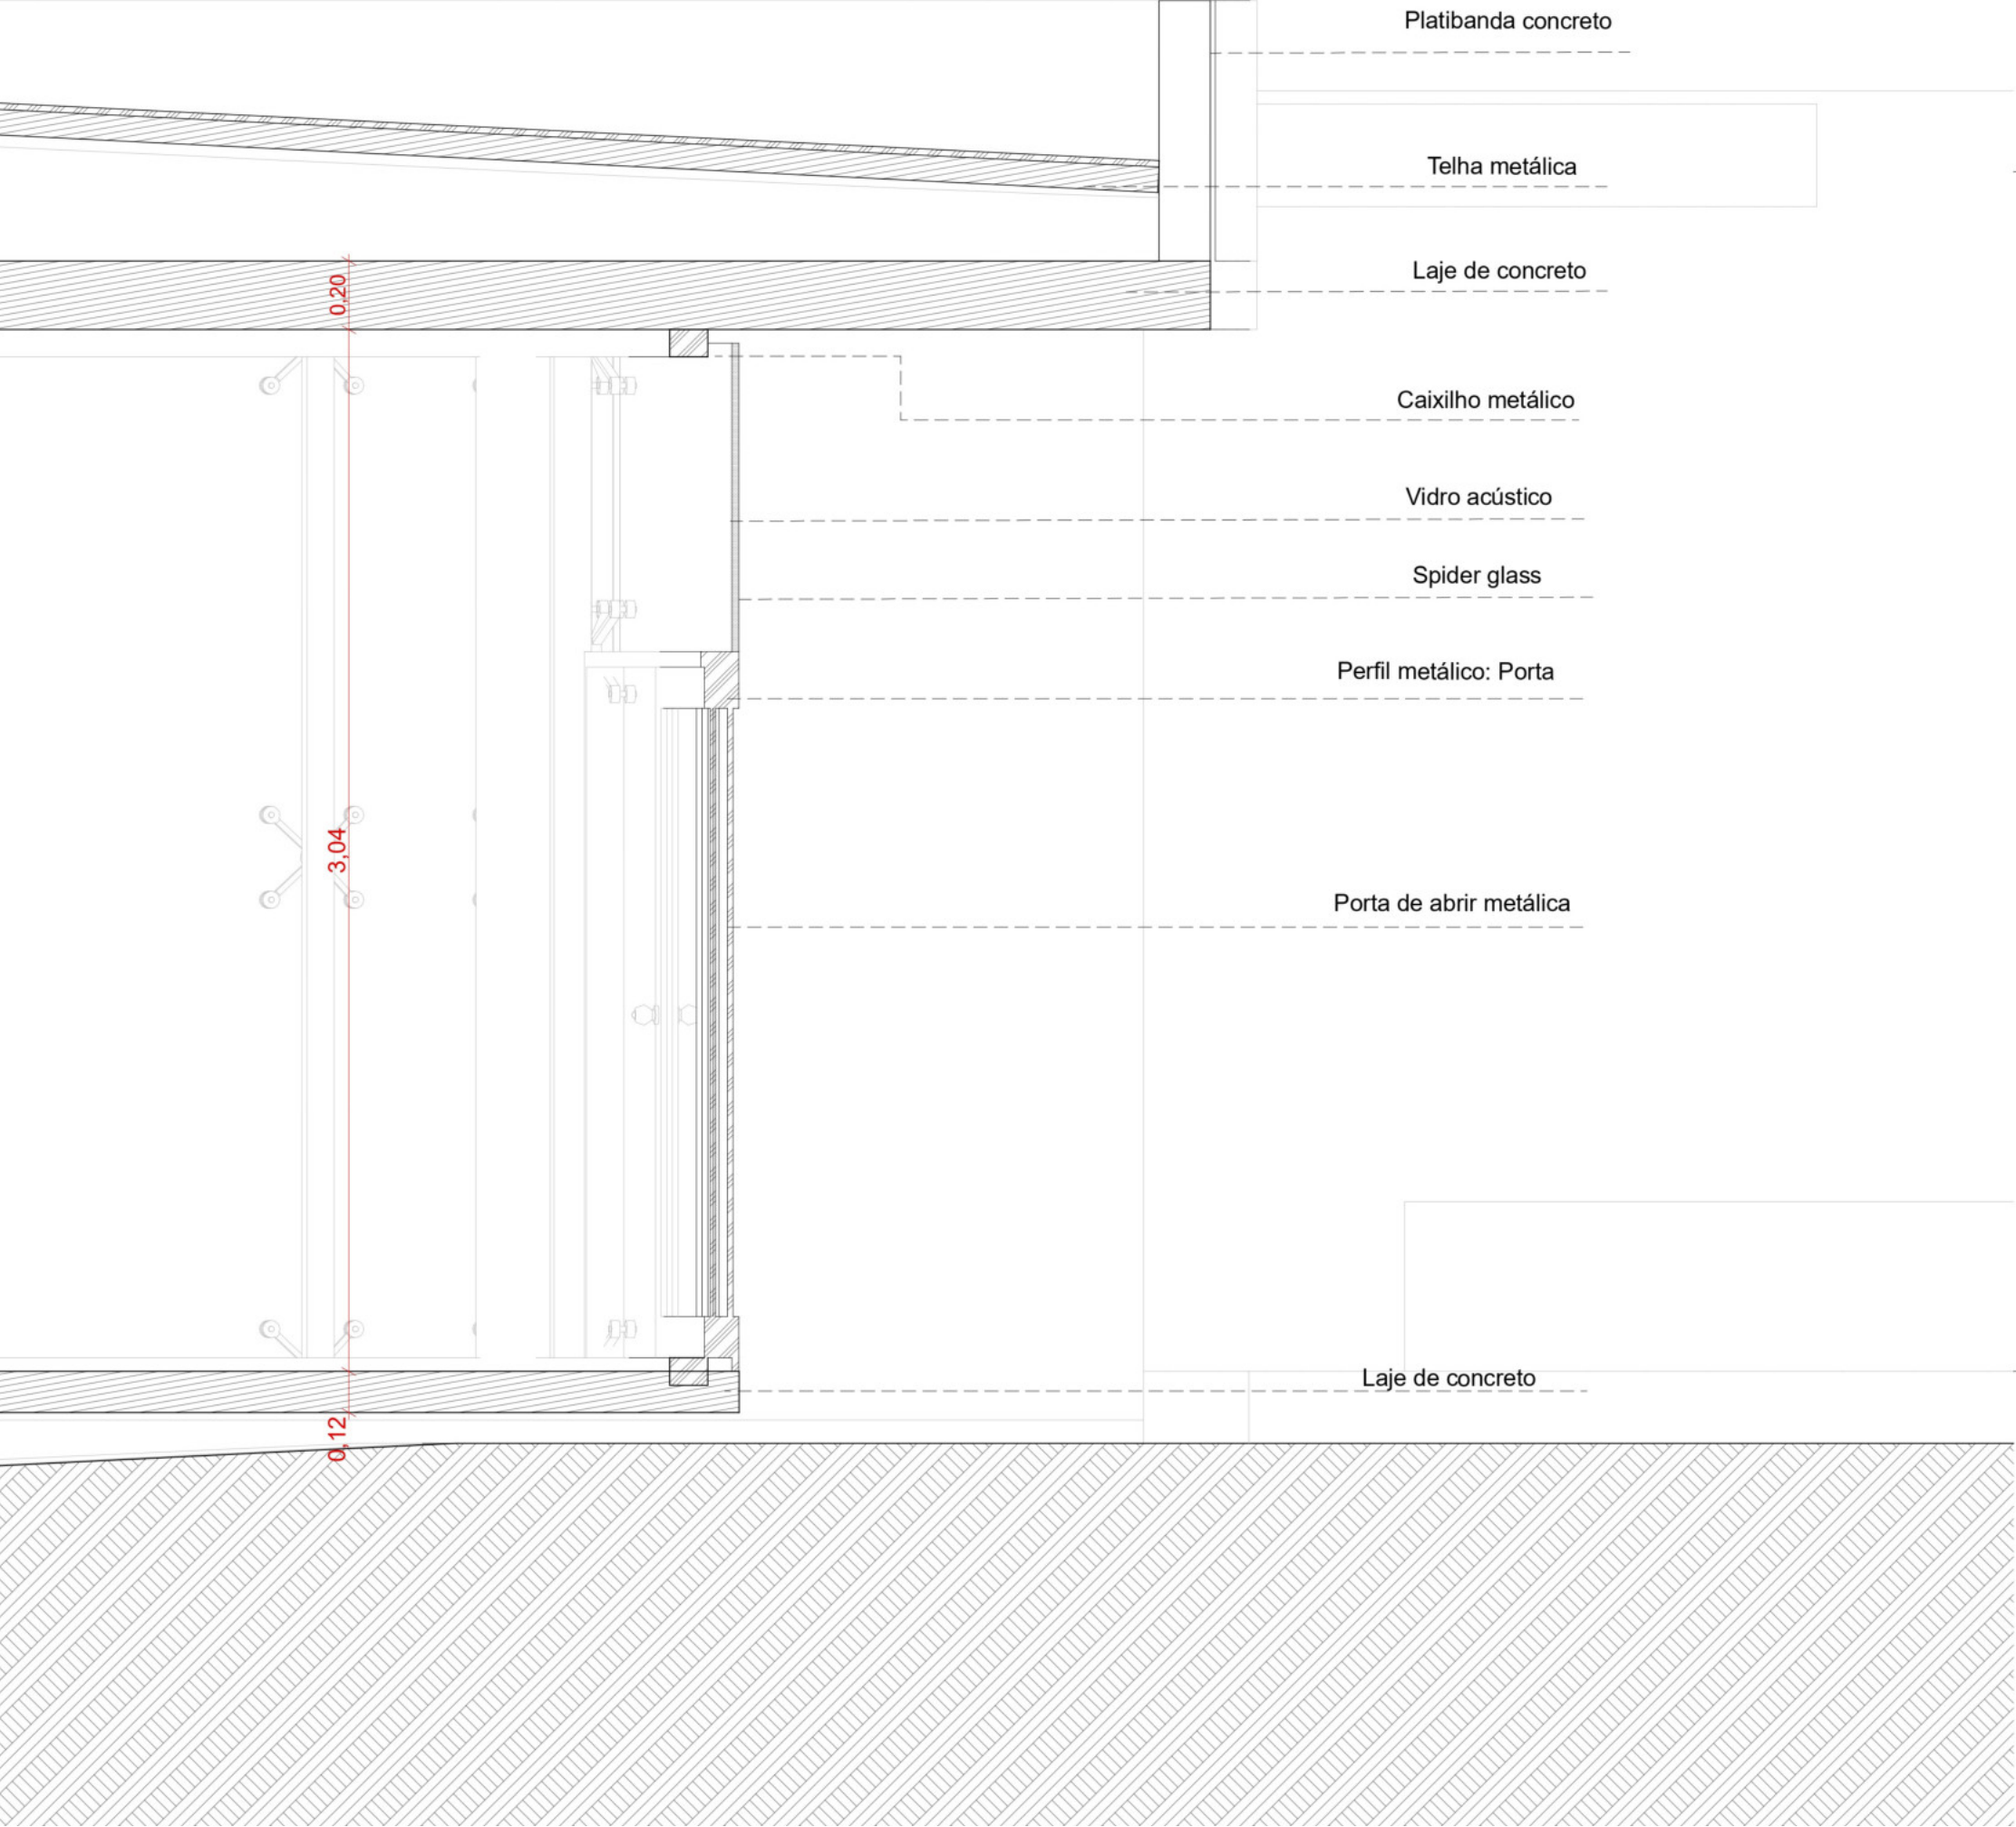 Platibanda concreto
Telha metálica
Laje de concreto
0,20
Caixilho metálico
Vidro acústico
Spider glass
Perfil metálico: Porta
3,04
Porta de abrir metálica
Laje de concreto
0,12